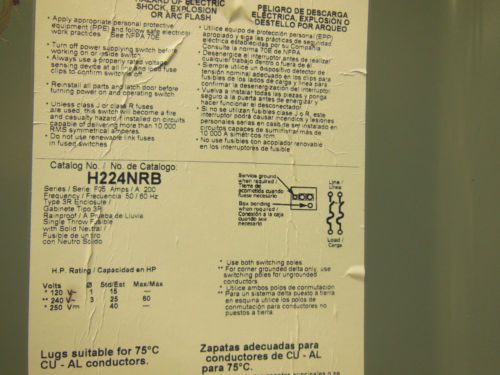 HAZARD OF ELECTRIC
SHOCK, EXPLOSION
OR ARC FLASH
• Apply appropriate personal protective
equipment (PPE) and follow safe electrical
work practices. See NFPA 70E
• Turn off power supplying switch before
working on or inside switch
• Always use a properly rated voltage
sensing device at all line and load fuse
clips to confirm switch is off
• Reinstall all parts and latch door before
turning power on and operating switch
• Unless class J or R fuses
are used, this switch will become a fire
and casualty hazard if installed on circuits
capable of delivering more than 10,000
RMS symmetrical amperes.
• Do not use renewable link fuses
in fused switches
PELIGRO DE DESCARGA
ELÉCTRICA, EXPLOSIÓN O
DESTELLO POR ARQUEO
• Utilice equipo de protección personal (EPP)
apropiado y siga las prácticas de seguridad
eléctrica establecidas por su Compañía.
Consulte la norma 70E de NFPA
• Desenergice el interruptor antes de realizar
cualquier trabajo dentro o fuera de él
• Siempre utilice un dispositivo detector de
tensión nominal adecuado en los clips para
fusibles de los lados de carga y línea para
confirmar la desenergización del interruptor
• Vuelva a instalar todas las piezas y ponga
seguro a la puerta antes de energizar y
hacer funcionar el desconectador
• Si no se utilizan fusibles clase J o R, este
interruptor podrá causar incendios y lesiones
personales serias en caso de ser instalado en
circuitos capaces de suministrar más de
10 000 A simétricos rcm.
• No use fusibles con acoplador renovable
en los interruptores de fusible
Catalog No. / No. de Catalogo:
H224NRB
Series / Serie: F05 Amps / A 200
Frequency / Frecuencia 50 / 60 Hz
Type 3R Enclosure /
Gabinete Tipo 3R
Rainproof / A Prueba de Lluvia
Single Throw Fusible
with Solid Neutral /
Fusible de un tiro
con Neutro Solido
Service ground
when required /
Tierra de
acometida cuando
fuese necesario
Box bonding
when required /
Conexión a la caja
cuando fuese
necesario
Line /
Línea
Load /
Carga
H.P. Rating / Capacidad en HP
Volts Ø Std/Est Max/Máx
* 120 V~ 1 15 —
** 240 V~ 3 25 60
* 250 V⎓ 40 —
* Use both switching poles.
** For corner grounded delta only, use
switching poles for ungrounded
conductors.
* Utilice ambos polos de conmutación
** Para un sistema delta puesto a tierra
en esquina utilice los polos de
conmutación para conductores no
puestos a tierra.
Lugs suitable for 75°C
CU - AL conductors.
Zapatas adecuadas para
conductores de CU - AL
para 75°C.